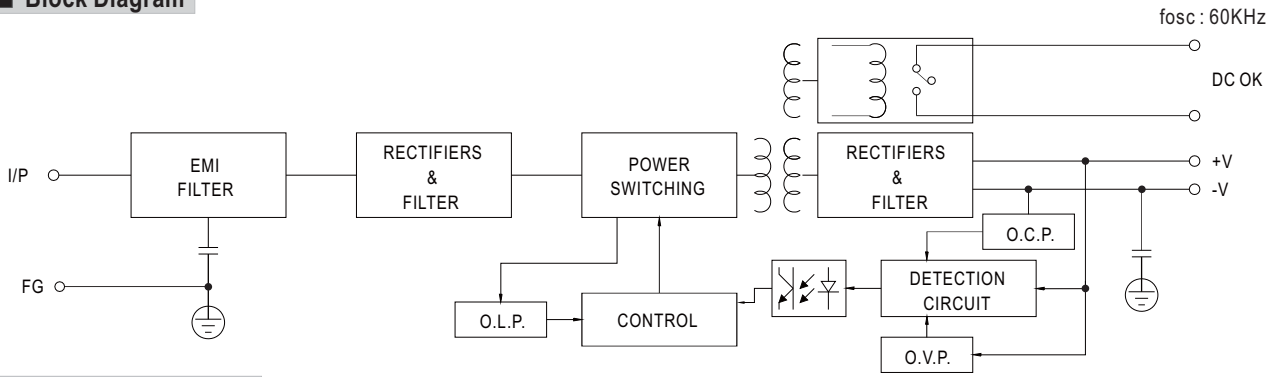 Block Diagram
fosc : 60KHz
DC OK
I/P
EMI
FILTER
RECTIFIERS
&
FILTER
POWER
SWITCHING
RECTIFIERS
&
FILTER
+V
-V
O.C.P.
FG
O.L.P.
CONTROL
DETECTION
CIRCUIT
O.V.P.